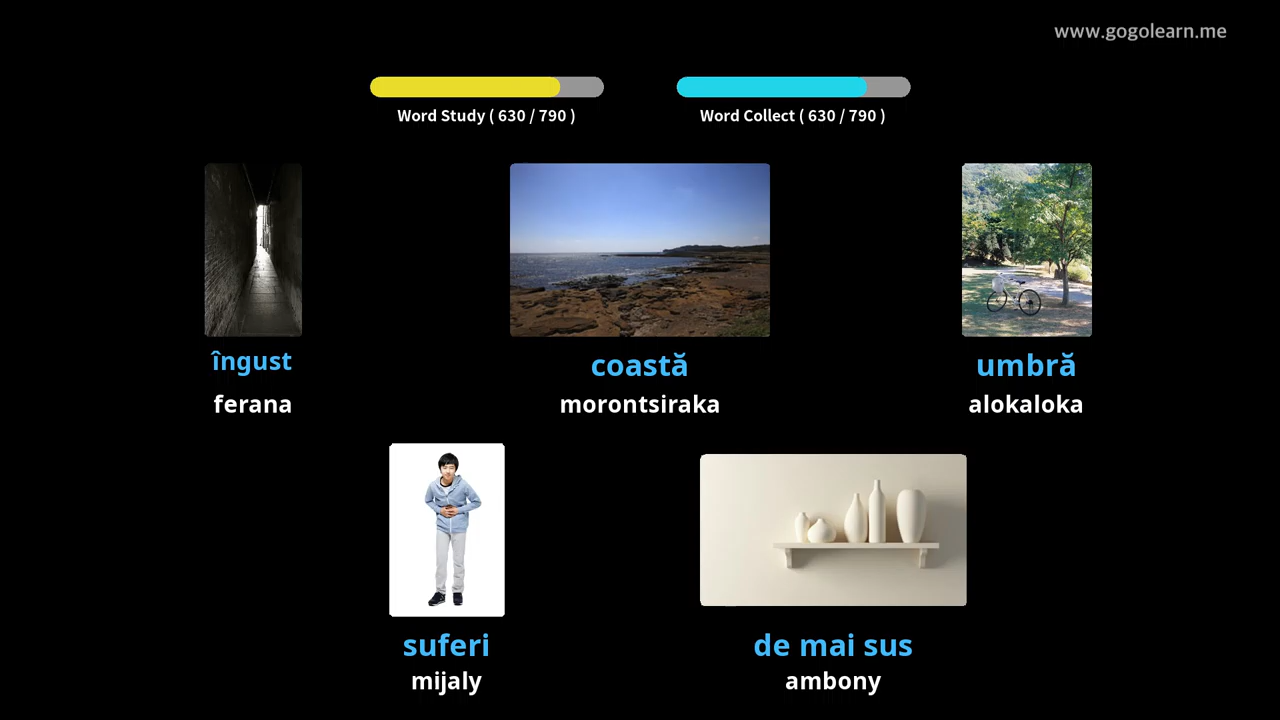 www.gogolearn.me
Word Study ( 630 / 790 )
Word Collect ( 630 / 790 )
îngust
ferana
coastă
morontsiraka
umbră
alokaloka
suferi
mijaly
de mai sus
ambony